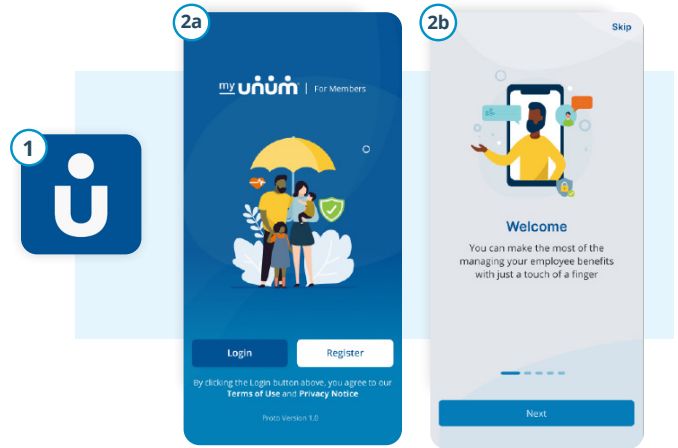 1
2a
my unum | For Members
Login
Register
By clicking the Login button above, you agree to our
Terms of Use and Privacy Notice
Proto Version 1.0
2b
Skip
Welcome
You can make the most of the
managing your employee benefits
with just a touch of a finger
Next